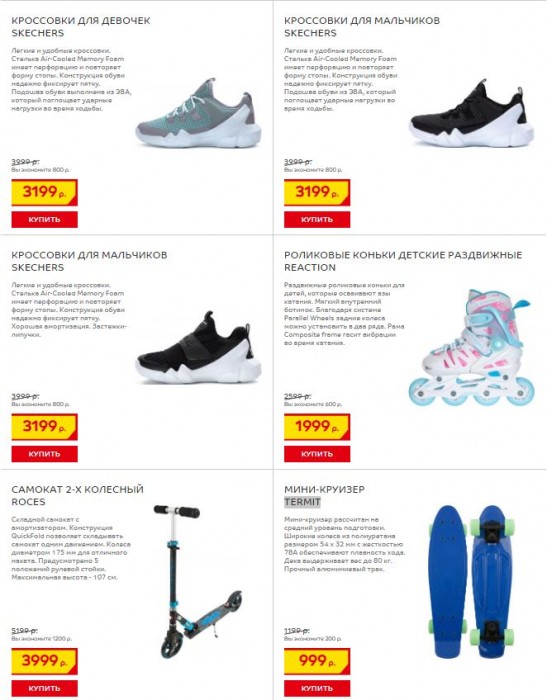 КРОССОВКИ ДЛЯ ДЕВОЧЕК
SKECHERS
Легкие и удобные кроссовки.
Стелька Air-Cooled Memory Foam
имеет перфорацию и повторяет
форму стопы. Конструкция обуви
надежно фиксирует пятку.
Подошва обуви выполнена из ЭВА,
который поглощает ударные
нагрузки во время ходьбы.
3999 р.
Вы экономите 800 р.
3199 р.
КУПИТЬ
КРОССОВКИ ДЛЯ МАЛЬЧИКОВ
SKECHERS
Легкие и удобные кроссовки.
Стелька Air-Cooled Memory Foam
имеет перфорацию и повторяет
форму стопы. Конструкция обуви
надежно фиксирует пятку.
Подошва обуви из ЭВА, который
поглощает ударные нагрузки во
время ходьбы.
3999 р.
Вы экономите 800 р.
3199 р.
КУПИТЬ
КРОССОВКИ ДЛЯ МАЛЬЧИКОВ
SKECHERS
Легкие и удобные кроссовки.
Стелька Air-Cooled Memory Foam
имеет перфорацию и повторяет
форму стопы. Конструкция обуви
надежно фиксирует пятку.
Хорошая амортизация. Застежки-
липучки.
3999 р.
Вы экономите 800 р.
3199 р.
КУПИТЬ
РОЛИКОВЫЕ КОНЬКИ ДЕТСКИЕ РАЗДВИЖНЫЕ
REACTION
Раздвижные роликовые коньки для
детей, которые осваивают азы
катания. Мягкий внутренний
ботинок. Благодаря системе
Parallel Wheels задние колеса
можно установить в два ряда. Рама
Composite frame гасит вибрации
во время катания.
2599 р.
Вы экономите 600 р.
1999 р.
КУПИТЬ
САМОКАТ 2-Х КОЛЕСНЫЙ
ROCES
Складной самокат с
амортизатором. Конструкция
QuickFold позволяет складывать
самокат одним движением. Колеса
диаметром 175 мм для отличного
наката. Предусмотрено 5
положений рулевой стойки.
Максимальная высота - 107 см.
5199 р.
Вы экономите 1200 р.
3999 р.
КУПИТЬ
МИНИ-КРУИЗЕР
TERMIT
Мини-круизер рассчитан на
средний уровень подготовки.
Широкие колеса из полиуретана
размером 54 х 32 мм с жесткостью
78А обеспечивают плавность хода.
Дека выдерживает вес до 80 кг.
Прочный алюминиевый трак.
1199 р.
Вы экономите 200 р.
999 р.
КУПИТЬ